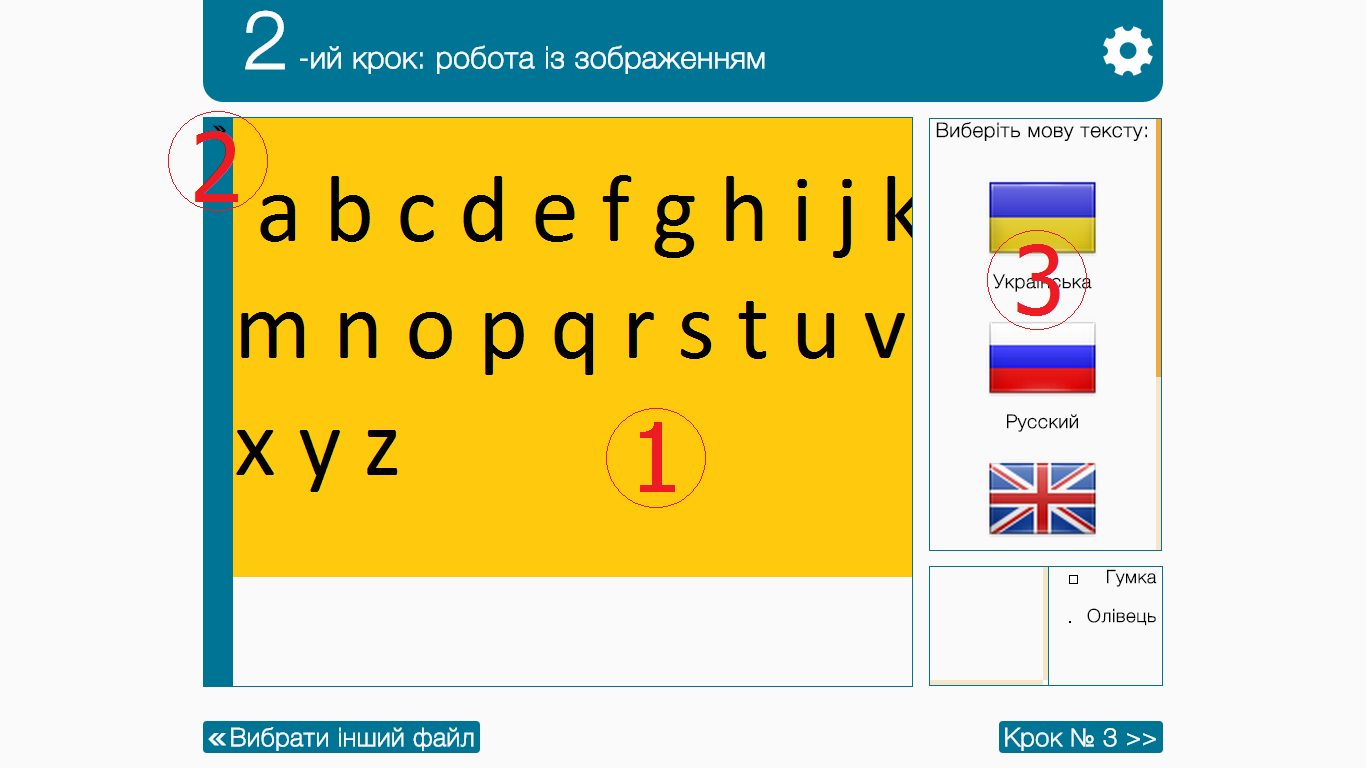 2 -ий крок: робота із зображенням
»
2
a b c d e f g h i j k
m n o p q r s t u v
x y z
1
Виберіть мову тексту:
Українська
3
Русский
Гумка
. Олівець
«Вибрати інший файл
Крок № 3 >>